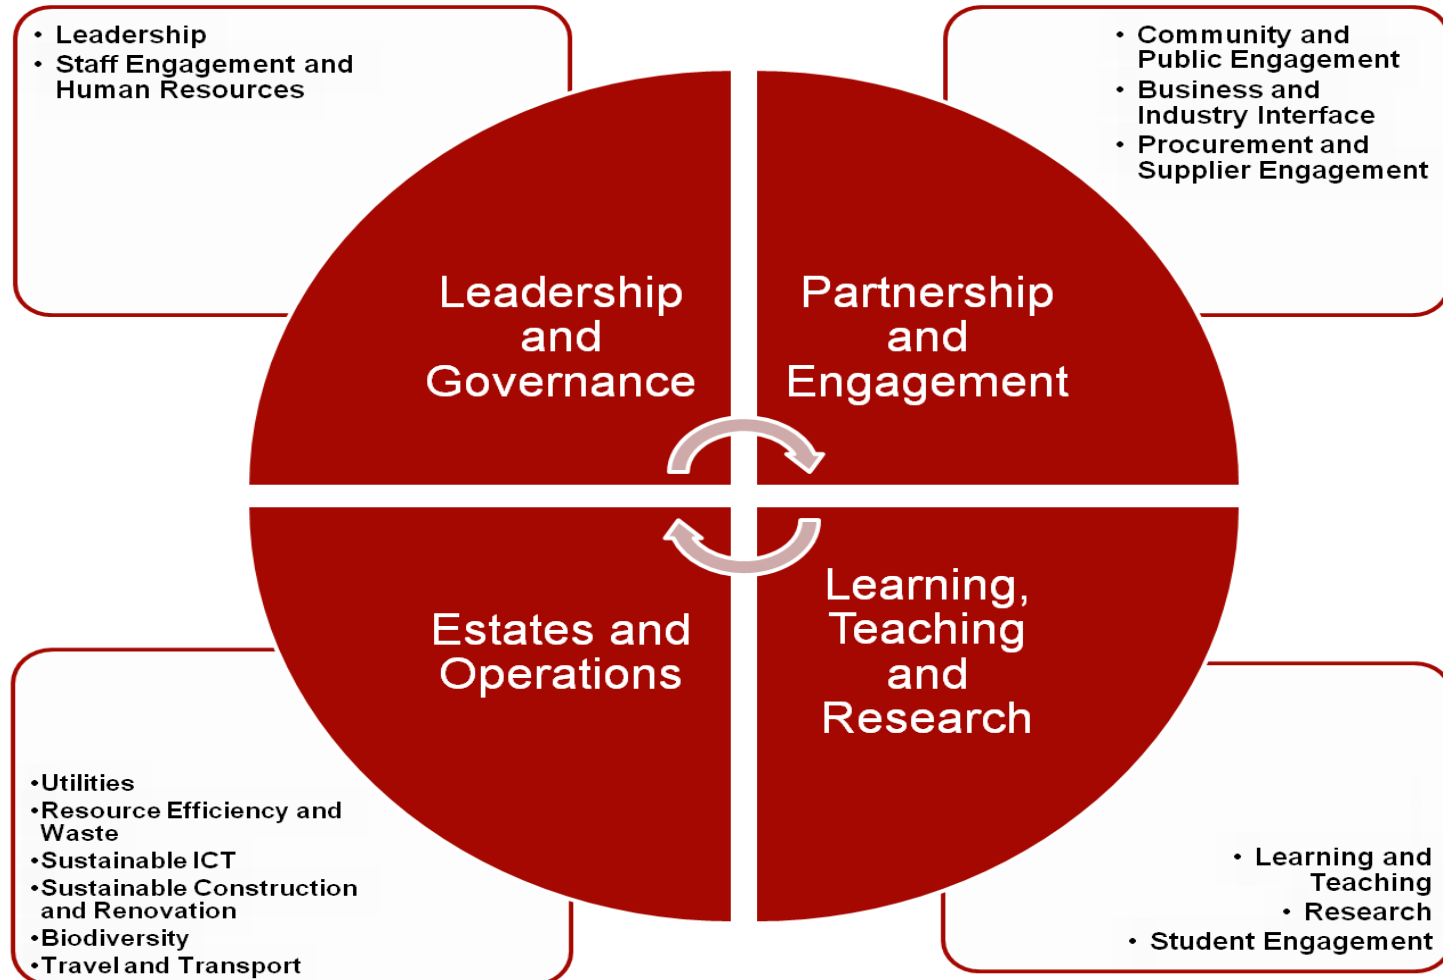 • Leadership
• Staff Engagement and
Human Resources
• Community and
Public Engagement
• Business and
Industry Interface
• Procurement and
Supplier Engagement
Leadership
and
Governance
Partnership
and
Engagement
Estates and
Operations
Learning,
Teaching
and
Research
•Utilities
•Resource Efficiency and
Waste
•Sustainable ICT
•Sustainable Construction
and Renovation
•Biodiversity
•Travel and Transport
• Learning and
Teaching
• Research
• Student Engagement